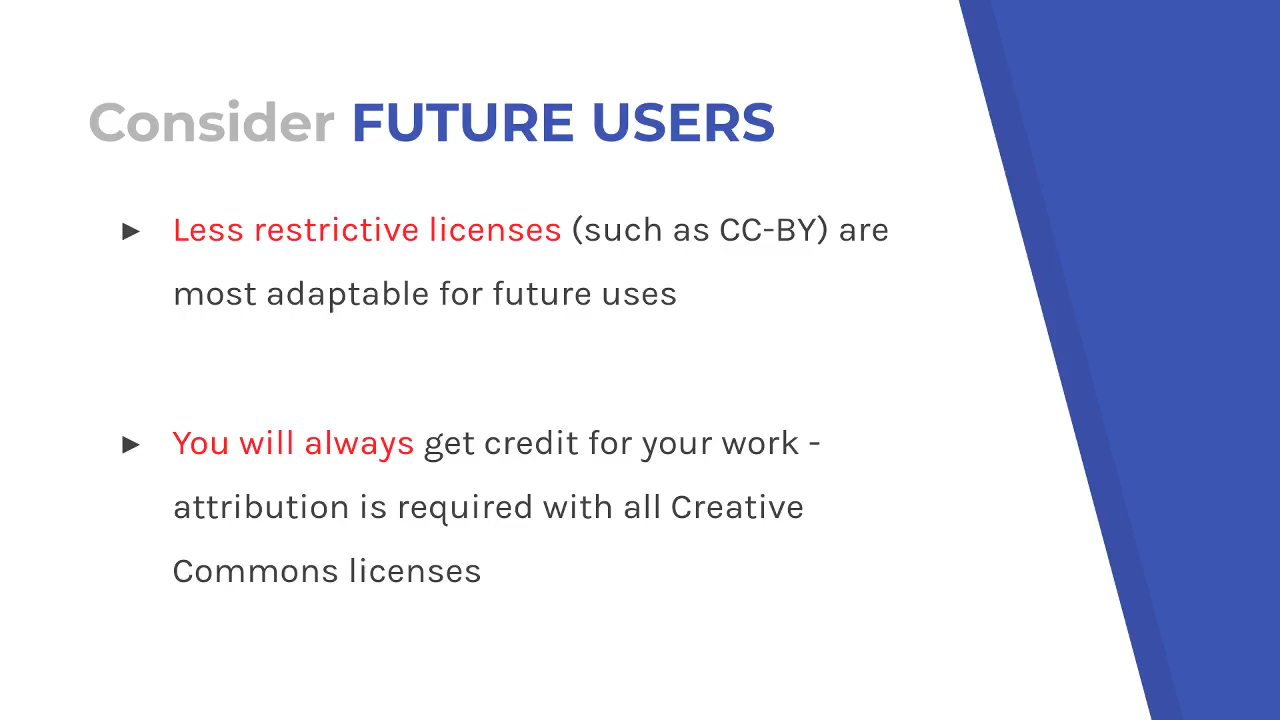 Consider FUTURE USERS
► Less restrictive licenses (such as CC-BY) are
most adaptable for future uses
► You will always get credit for your work -
attribution is required with all Creative
Commons licenses